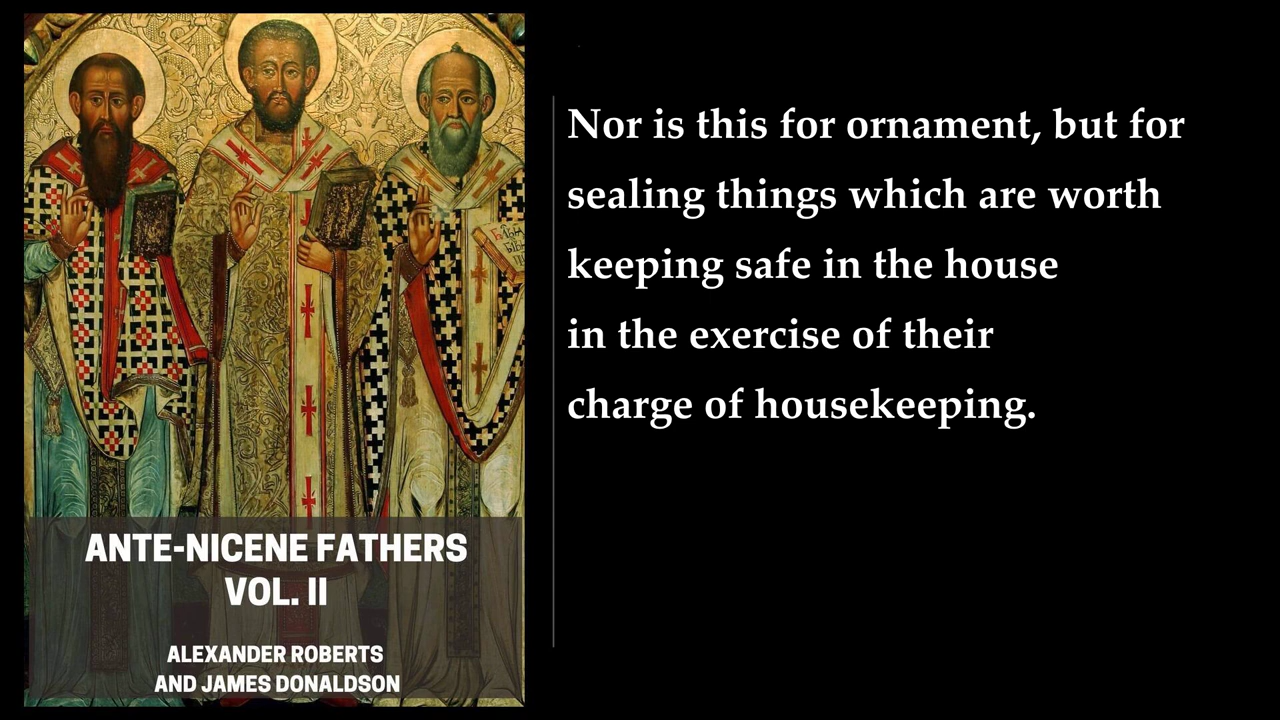 Nor is this for ornament, but for
sealing things which are worth
keeping safe in the house
in the exercise of their
charge of housekeeping.
ANTE-NICENE FATHERS
VOL. II
ALEXANDER ROBERTS
AND JAMES DONALDSON